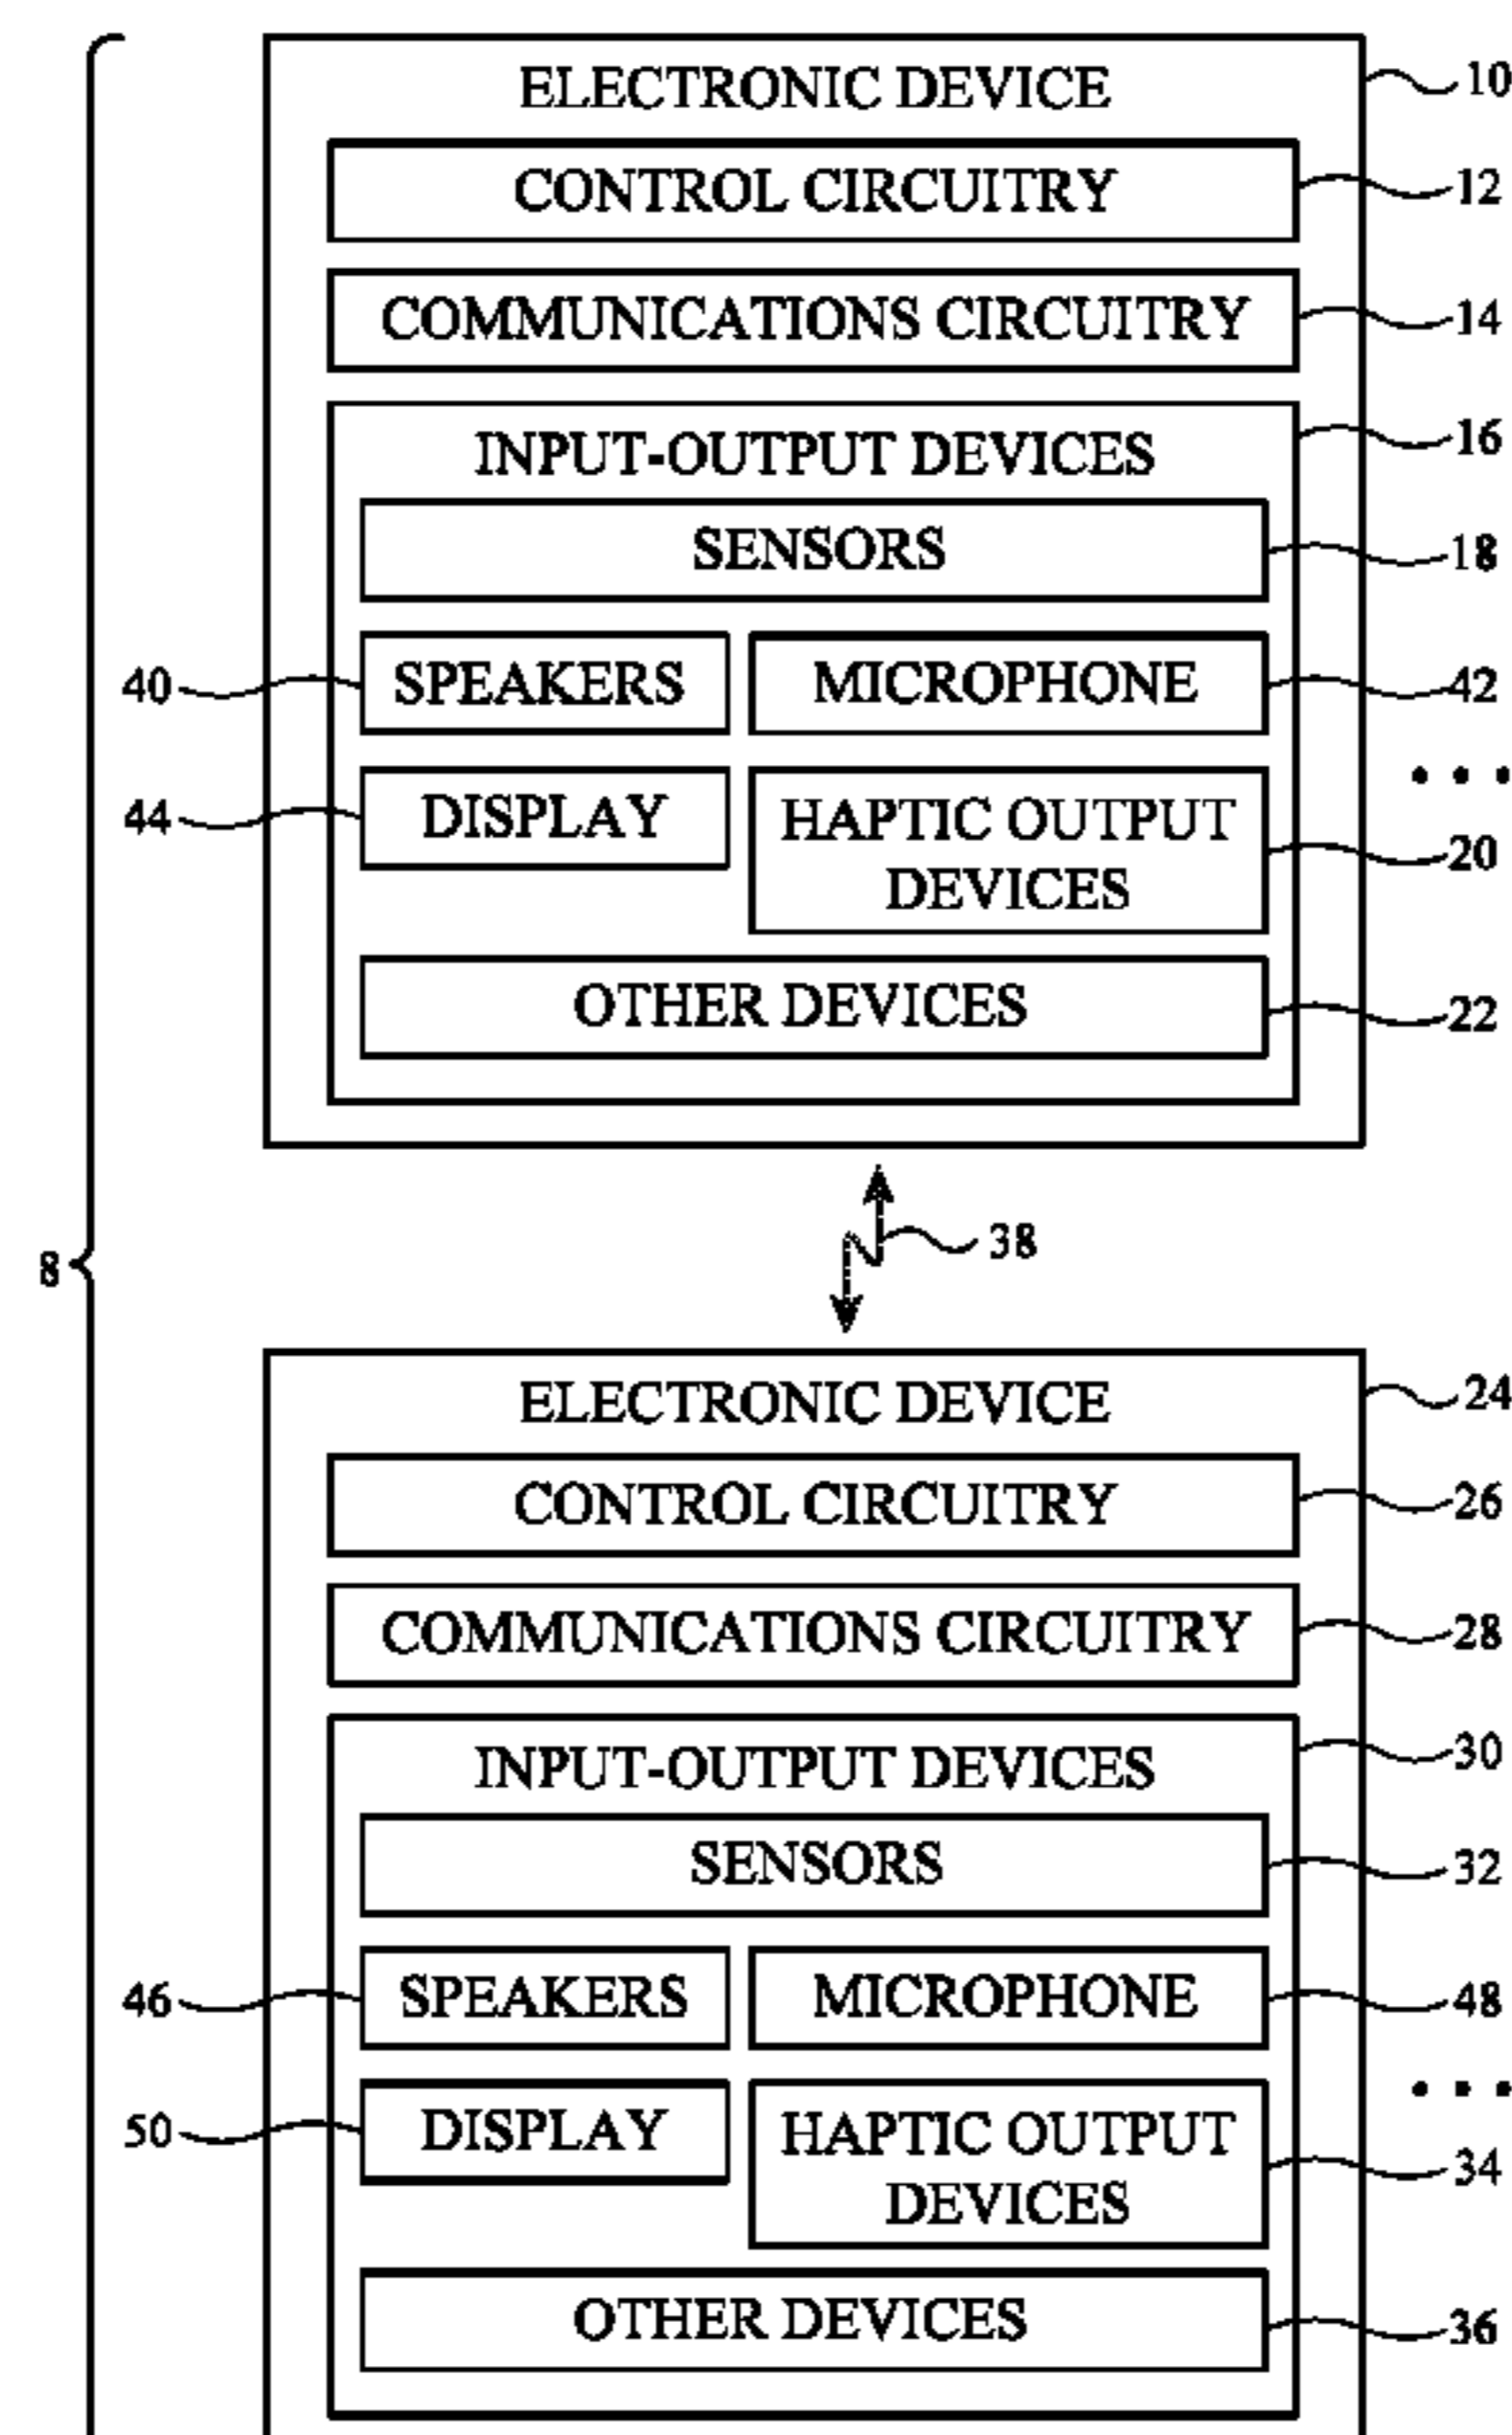 ELECTRONIC DEVICE
10
CONTROL CIRCUITRY
12
COMMUNICATIONS CIRCUITRY
14
INPUT-OUTPUT DEVICES
16
SENSORS
18
40
SPEAKERS
MICROPHONE
42
44
DISPLAY
HAPTIC OUTPUT
DEVICES
20
• • •
OTHER DEVICES
22
38
8
ELECTRONIC DEVICE
24
CONTROL CIRCUITRY
26
COMMUNICATIONS CIRCUITRY
28
INPUT-OUTPUT DEVICES
30
SENSORS
32
46
SPEAKERS
MICROPHONE
48
50
DISPLAY
HAPTIC OUTPUT
DEVICES
34
• • •
OTHER DEVICES
36